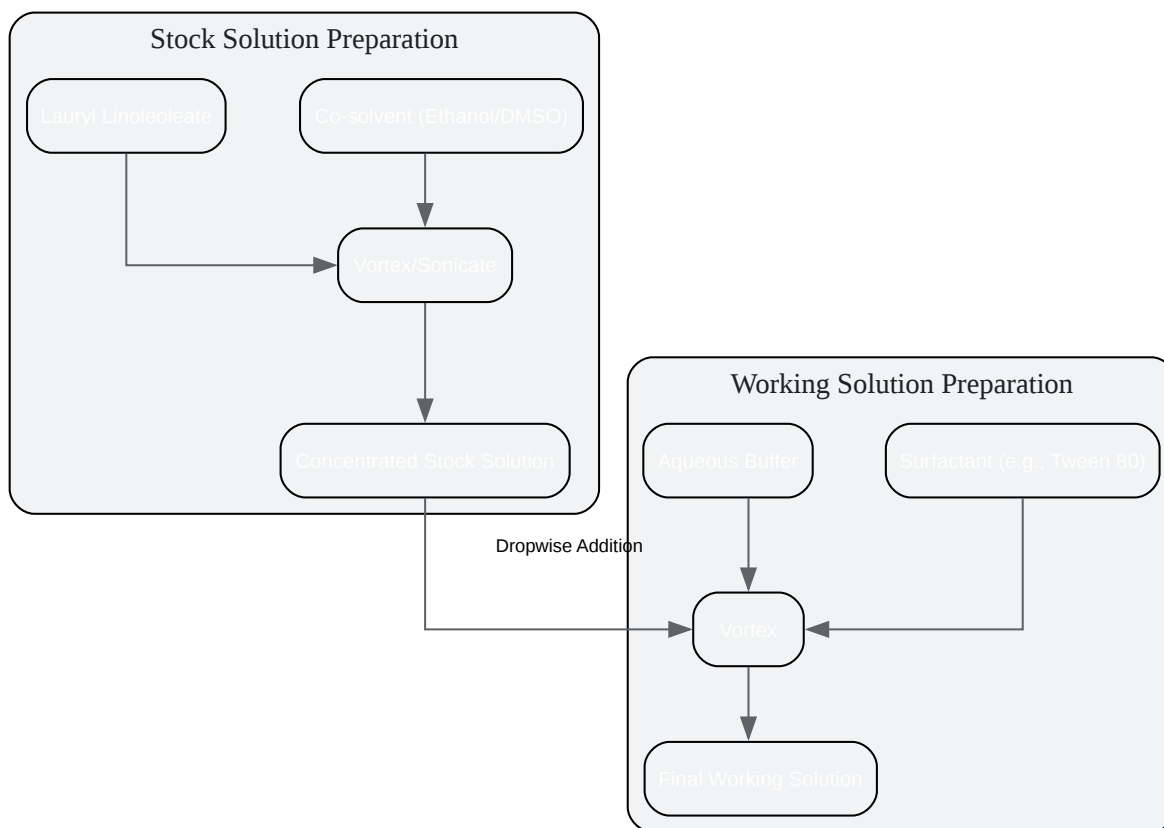 Stock Solution Preparation
Lauryl Linoleoleate
Co-solvent (Ethanol/DMSO)
Vortex/Sonicate
Concentrated Stock Solution
Dropwise Addition
Working Solution Preparation
Aqueous Buffer
Surfactant (e.g., Tween 80)
Vortex
Final Working Solution